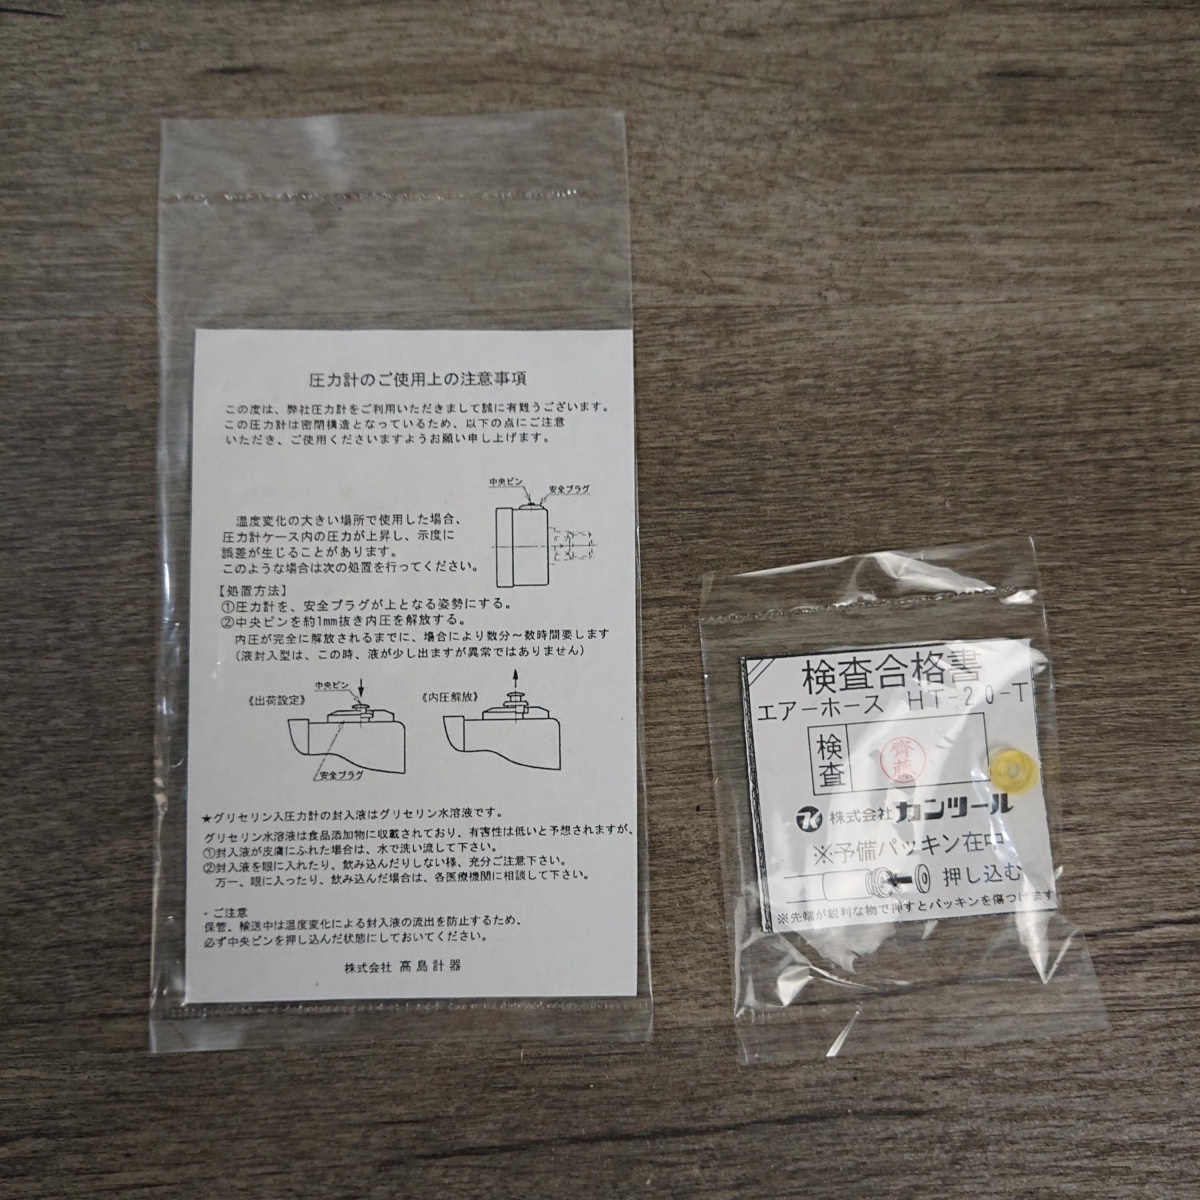 圧力計のご使用上の注意事項
この度は、弊社圧力計をご利用いただきまして誠に有難うございます。
この圧力計は密閉構造となっているため、以下の点にご注意
いただき、ご使用くださいますようお願い申し上げます。
中央ピン
安全プラグ
温度変化の大きい場所で使用した場合、
圧力計ケース内の圧力が上昇し、示度に
誤差が生じることがあります。
このような場合は次の処置を行ってください。
【処置方法】
①圧力計を、安全プラグが上となる姿勢にする。
②中央ピンを約1mm抜き内圧を解放する。
内圧が完全に解放されるまでに、場合により数分～数時間要します
(液封入型は、この時、液が少し出ますが異常ではありません)
《出荷設定》
中央ピン
安全プラグ
《内圧解放》
★グリセリン入圧力計の封入液はグリセリン水溶液です。
グリセリン水溶液は食品添加物に収載されており、有害性は低いと予想されますが、
①封入液が皮膚にふれた場合は、水で洗い流して下さい。
②封入液を眼に入れたり、飲み込んだりしない様、充分ご注意下さい。
万一、眼に入ったり、飲み込んだ場合は、各医療機関に相談して下さい。
・ご注意
保管、輸送中は温度変化による封入液の流出を防止するため、
必ず中央ピンを押し込んだ状態にしておいてください。
株式会社 高島計器
検査合格書
エアーホース HT-20-T
検査
齊藤
株式会社カンツール
※予備パッキン在中
押し込む
※先端が鋭利な物で押すとパッキンを傷つけます